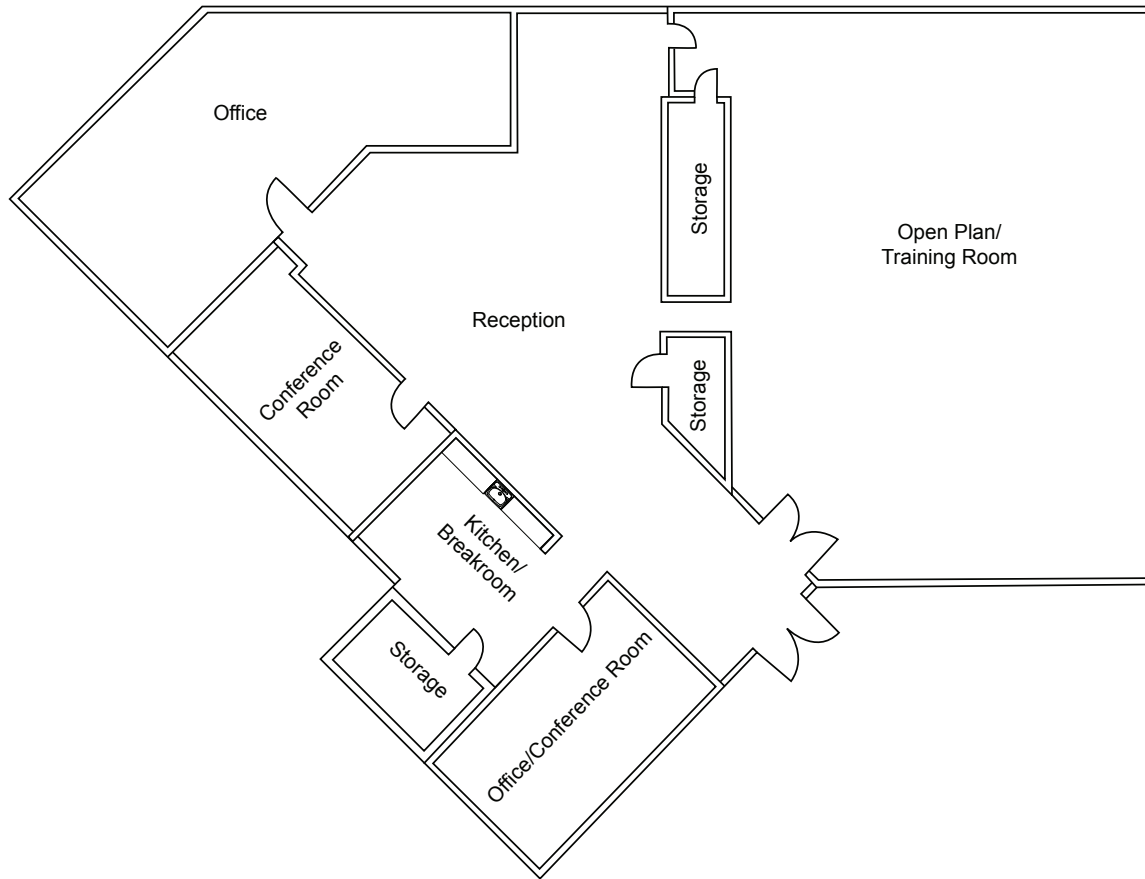 Office
Storage
Open Plan/
Training Room
Reception
Conference
Room
Storage
Kitchen/
Breakroom
Storage
Office/Conference Room